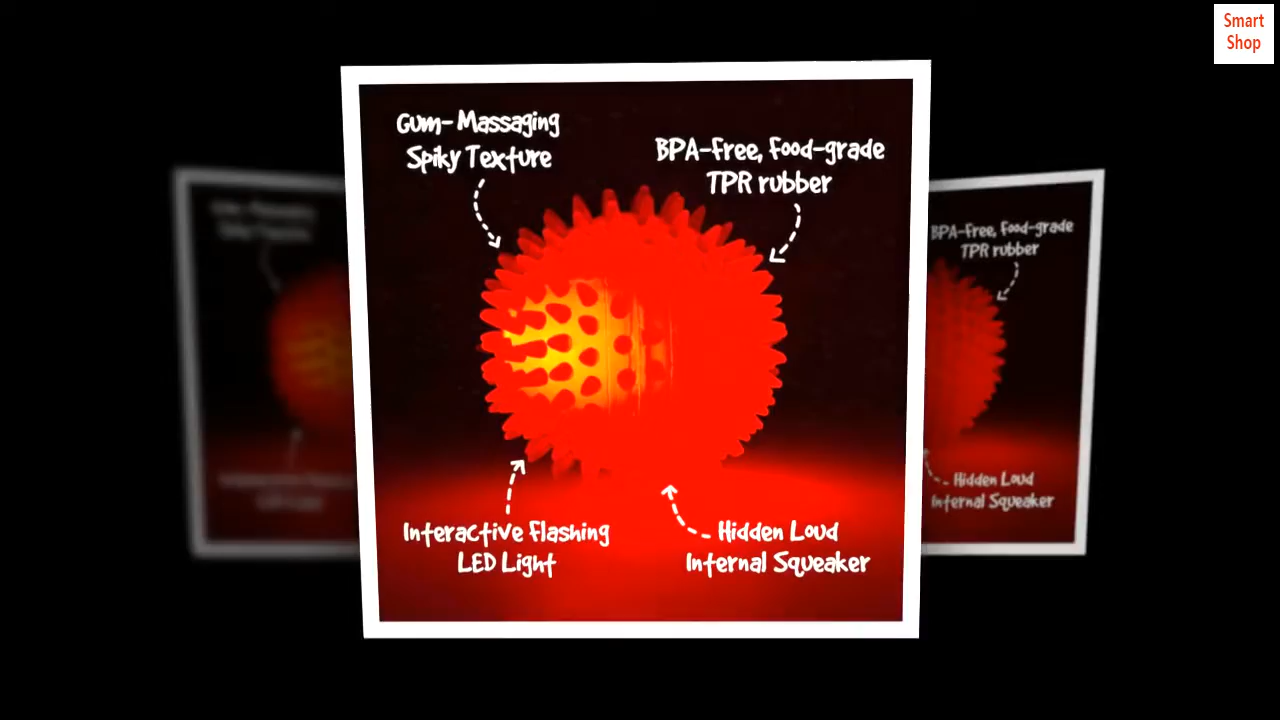 Smart
Shop
Gum-Massaging
Spiky Texture
BPA-free, food-grade
TPR rubber
Interactive Flashing
LED Light
Hidden Loud
Internal Squeaker
BPA-free, food-grade
TPR rubber
Hidden Loud
Internal Squeaker